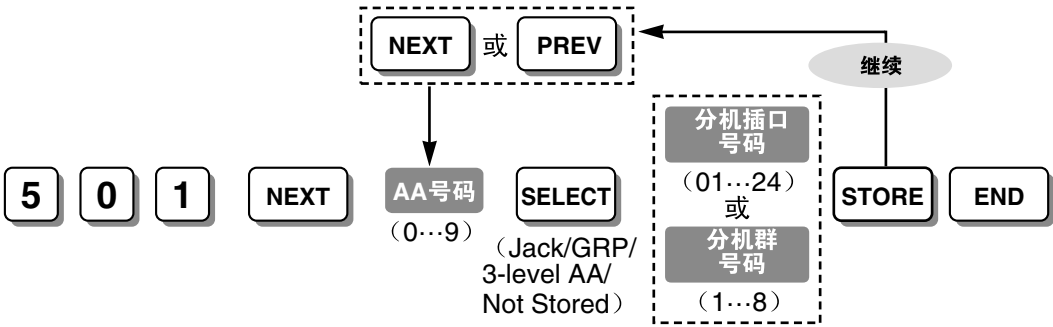 NEXT 或 PREV
继续
5 0 1 NEXT AA号码 SELECT 分机插口 STORE END
号码
(0…9)
(Jack/GRP/
3-level AA/
Not Stored)
(01…24)
或
分机群
号码
(1…8)